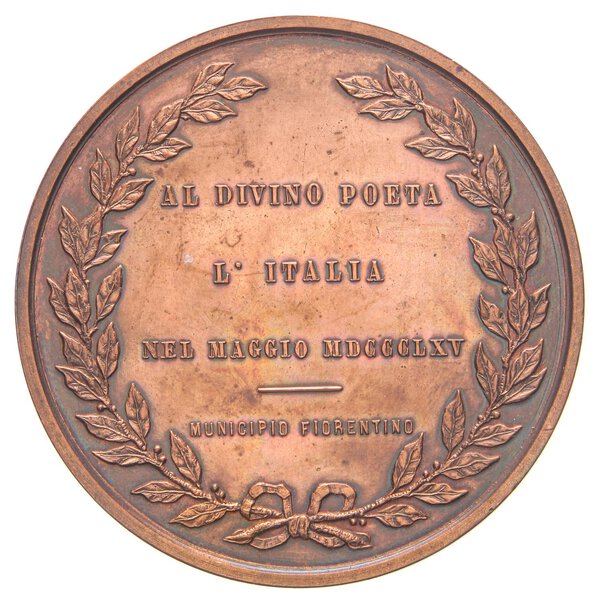 AL DIVINO POETA
L' ITALIA
NEL MAGGIO MDCCCLXV
MUNICIPIO FIORENTINO